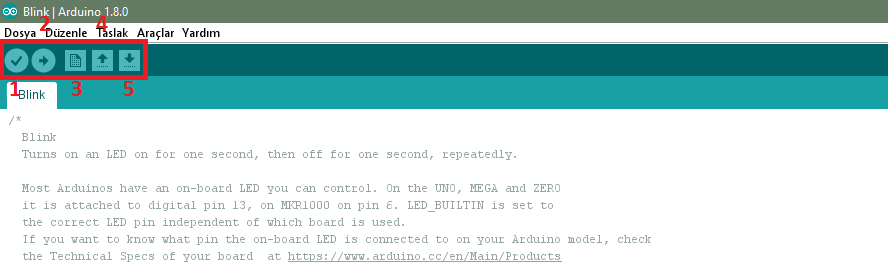 Blink | Arduino 1.8.0
Dosya Düzenle Taslak Araçlar Yardım
2 4
1 3 5
Blink
/*
Blink
Turns on an LED on for one second, then off for one second, repeatedly.
Most Arduinos have an on-board LED you can control. On the UNO, MEGA and ZERO
it is attached to digital pin 13, on MKR1000 on pin 6. LED_BUILTIN is set to
the correct LED pin independent of which board is used.
If you want to know what pin the on-board LED is connected to on your Arduino model, check
the Technical Specs of your board  at https://www.arduino.cc/en/Main/Products